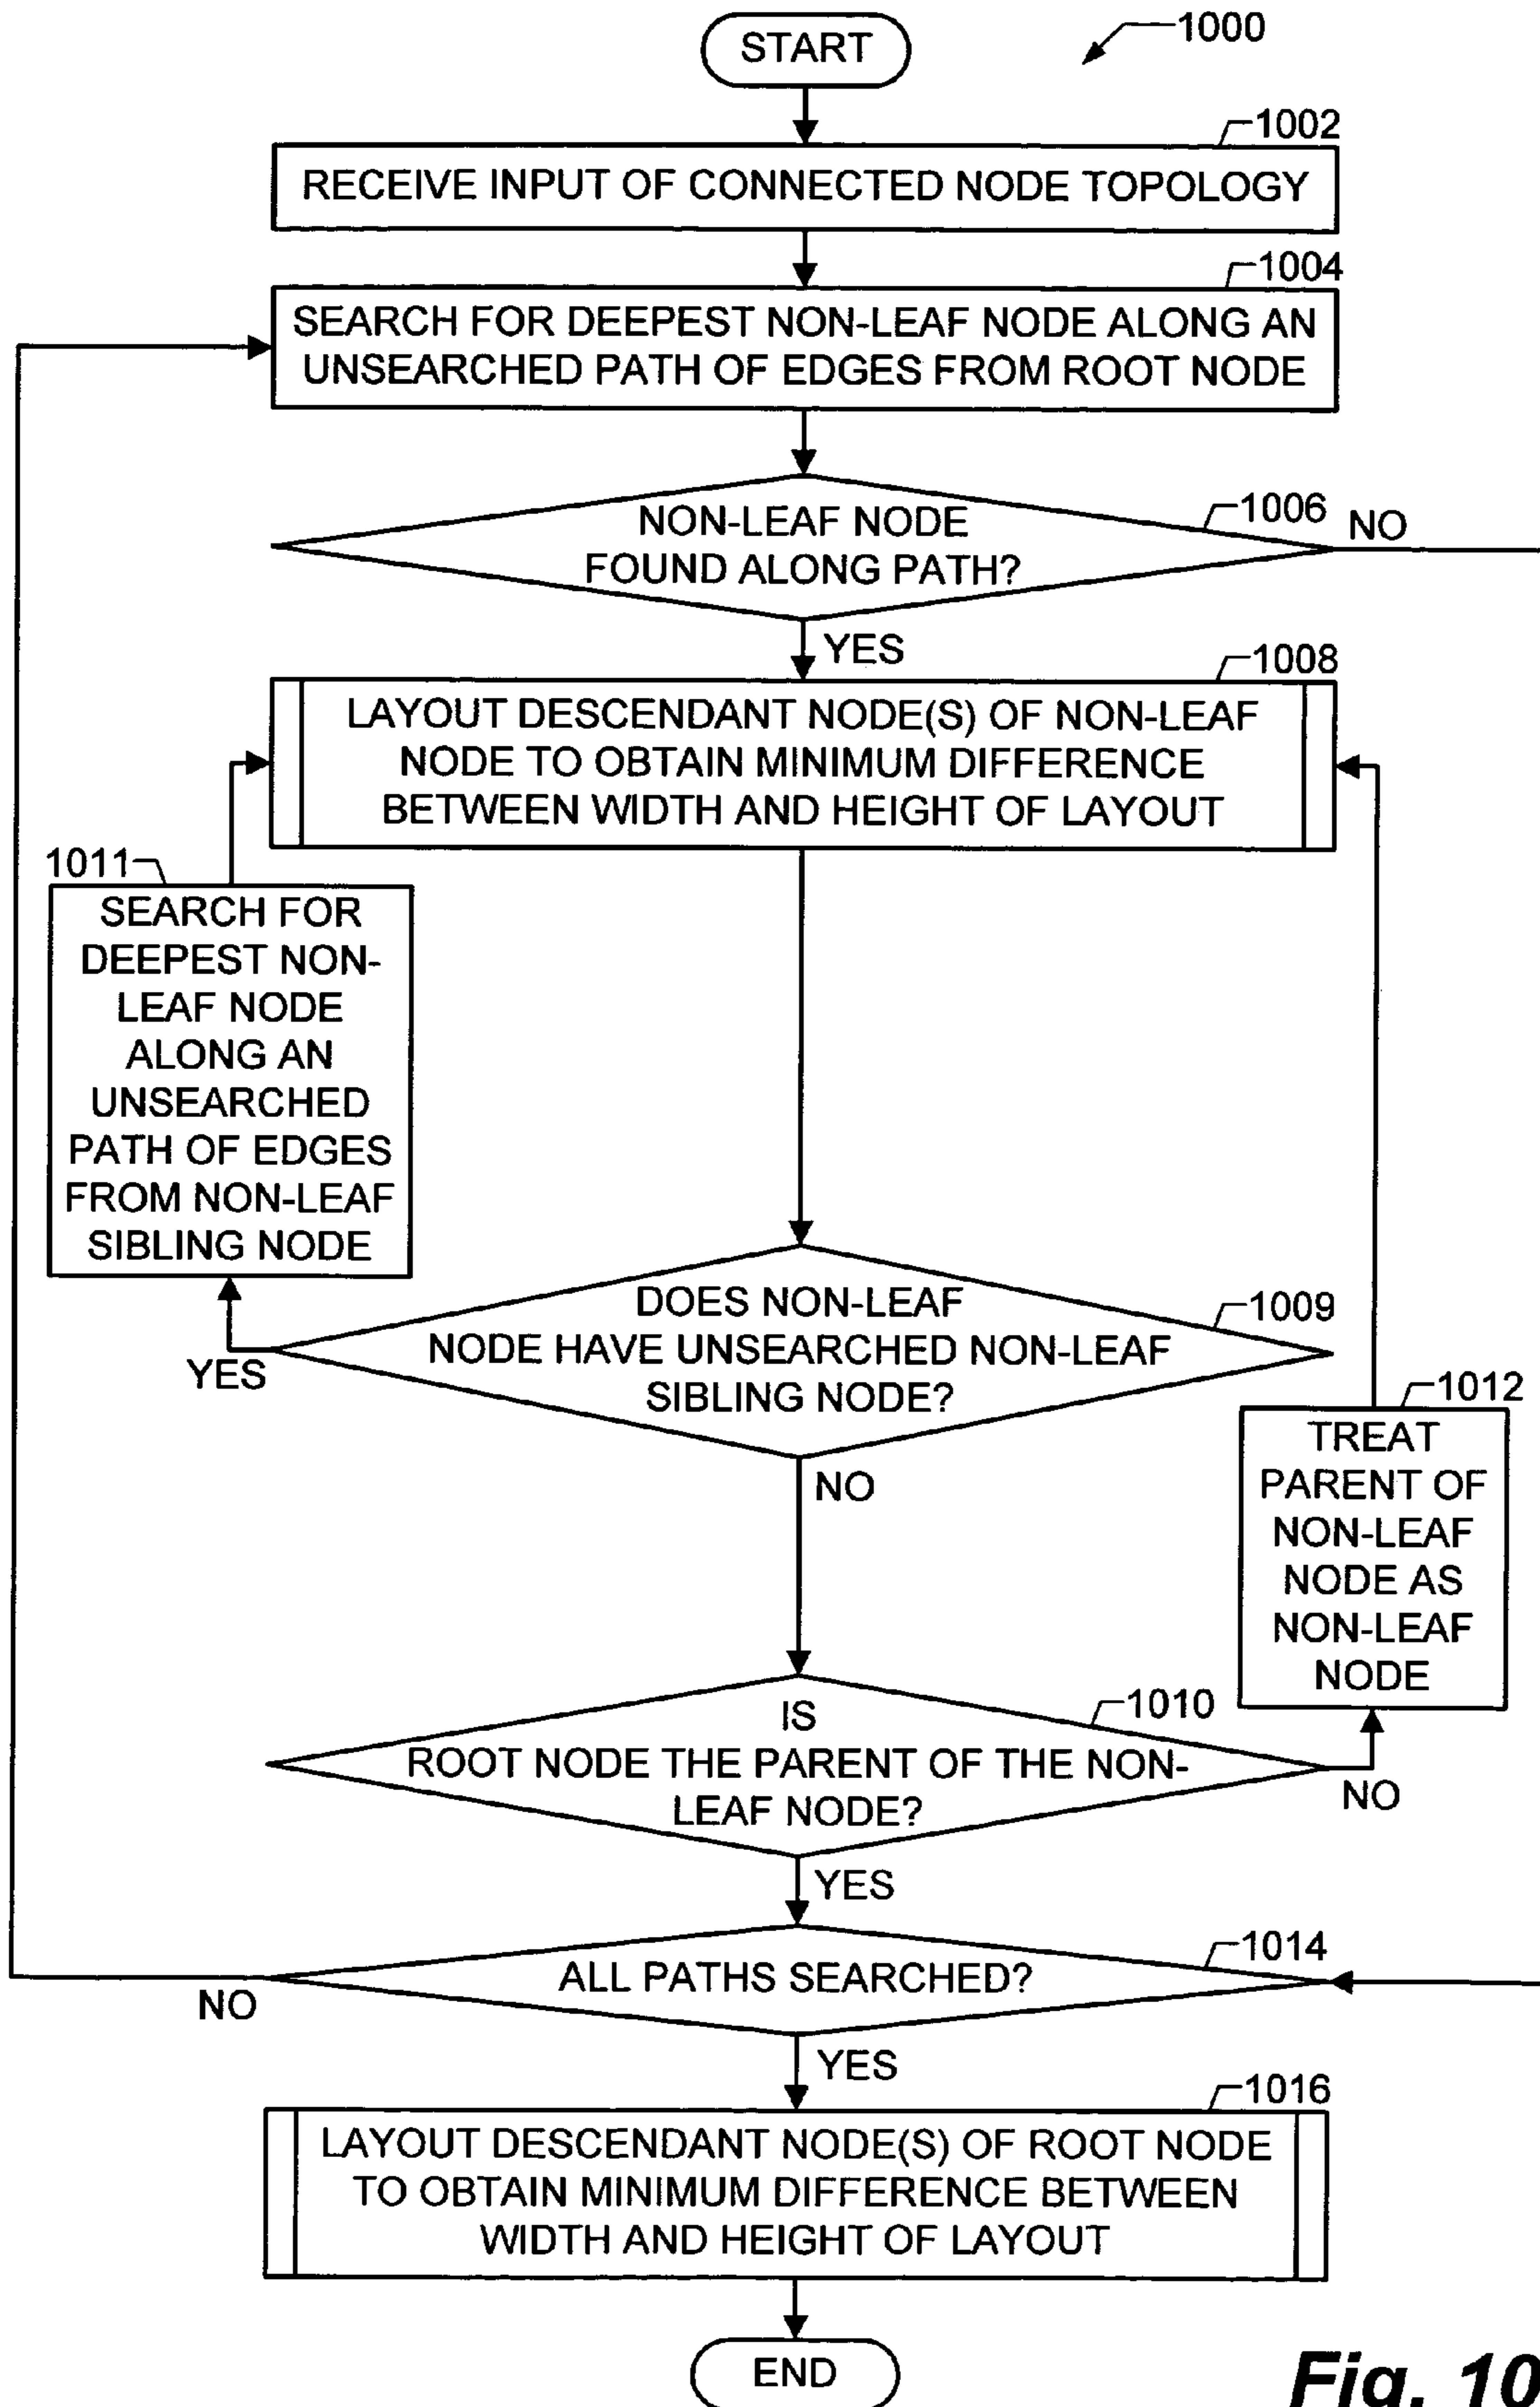 START
1000
1002
RECEIVE INPUT OF CONNECTED NODE TOPOLOGY
1004
SEARCH FOR DEEPEST NON-LEAF NODE ALONG AN
UNSEARCHED PATH OF EDGES FROM ROOT NODE
1006
NO
NON-LEAF NODE
FOUND ALONG PATH?
YES
1008
LAYOUT DESCENDANT NODE(S) OF NON-LEAF
NODE TO OBTAIN MINIMUM DIFFERENCE
BETWEEN WIDTH AND HEIGHT OF LAYOUT
1011
SEARCH FOR
DEEPEST NON-
LEAF NODE
ALONG AN
UNSEARCHED
PATH OF EDGES
FROM NON-LEAF
SIBLING NODE
1009
DOES NON-LEAF
NODE HAVE UNSEARCHED NON-LEAF
SIBLING NODE?
YES
NO
1012
TREAT
PARENT OF
NON-LEAF
NODE AS
NON-LEAF
NODE
1010
IS
ROOT NODE THE PARENT OF THE NON-
LEAF NODE?
NO
YES
1014
ALL PATHS SEARCHED?
NO
YES
1016
LAYOUT DESCENDANT NODE(S) OF ROOT NODE
TO OBTAIN MINIMUM DIFFERENCE BETWEEN
WIDTH AND HEIGHT OF LAYOUT
END
Fig. 10